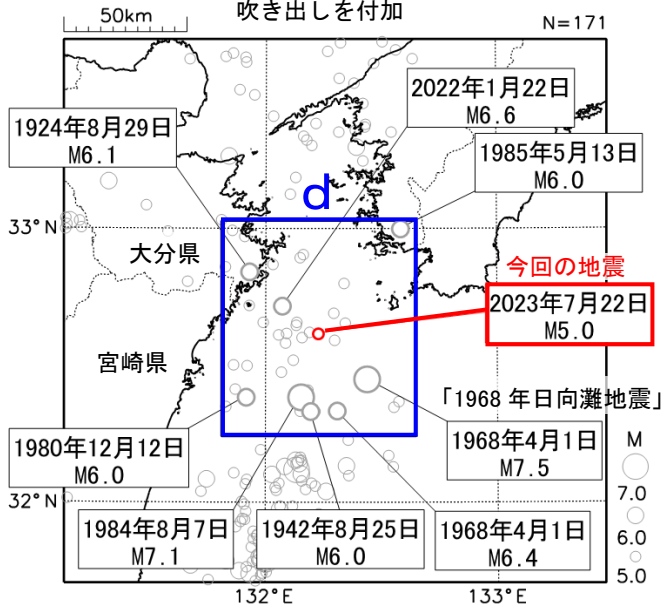 吹き出しを付加
50km
N=171
2022年1月22日
M6.6
1924年8月29日
M6.1
1985年5月13日
M6.0
d
33°N
大分県
今回の地震
2023年7月22日
M5.0
宮崎県
「1968 年日向灘地震」
1980年12月12日
M6.0
1968年4月1日
M7.5
M
7.0
6.0
5.0
32°N
1984年8月7日
M7.1
1942年8月25日
M6.0
1968年4月1日
M6.4
132°E
133°E